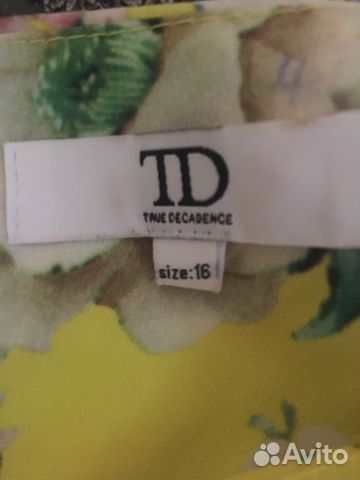 TD
TRUE DECADENCE
size:16
Avito